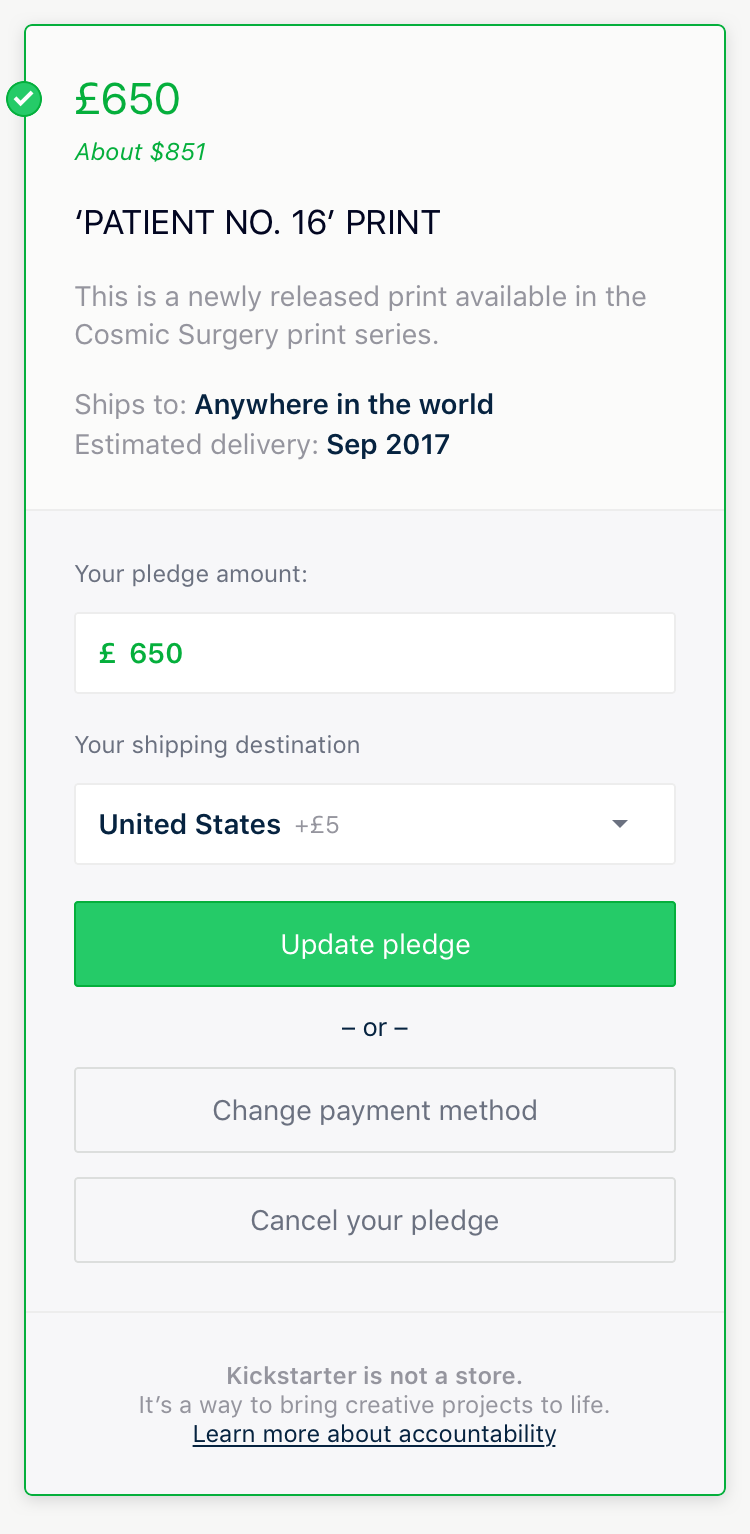 £650
About $851
‘PATIENT NO. 16’ PRINT
This is a newly released print available in the
Cosmic Surgery print series.
Ships to: Anywhere in the world
Estimated delivery: Sep 2017
Your pledge amount:
£ 650
Your shipping destination
United States +£5
Update pledge
– or –
Change payment method
Cancel your pledge
Kickstarter is not a store.
It’s a way to bring creative projects to life.
Learn more about accountability